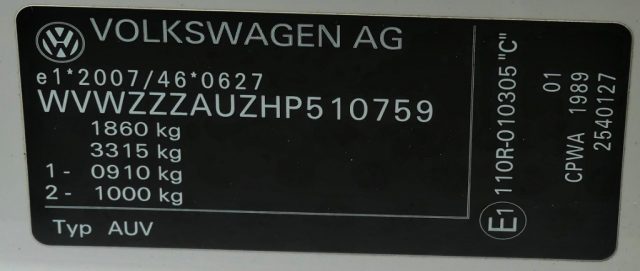 VOLKSWAGEN AG
e1*2007/46*0627
WVWZZZAUZHP510759
1860 kg
3315 kg
1 - 0910 kg
2 - 1000 kg
Typ AUV
E1 110R-010305 "C"
01
CPWA 1989
2540127